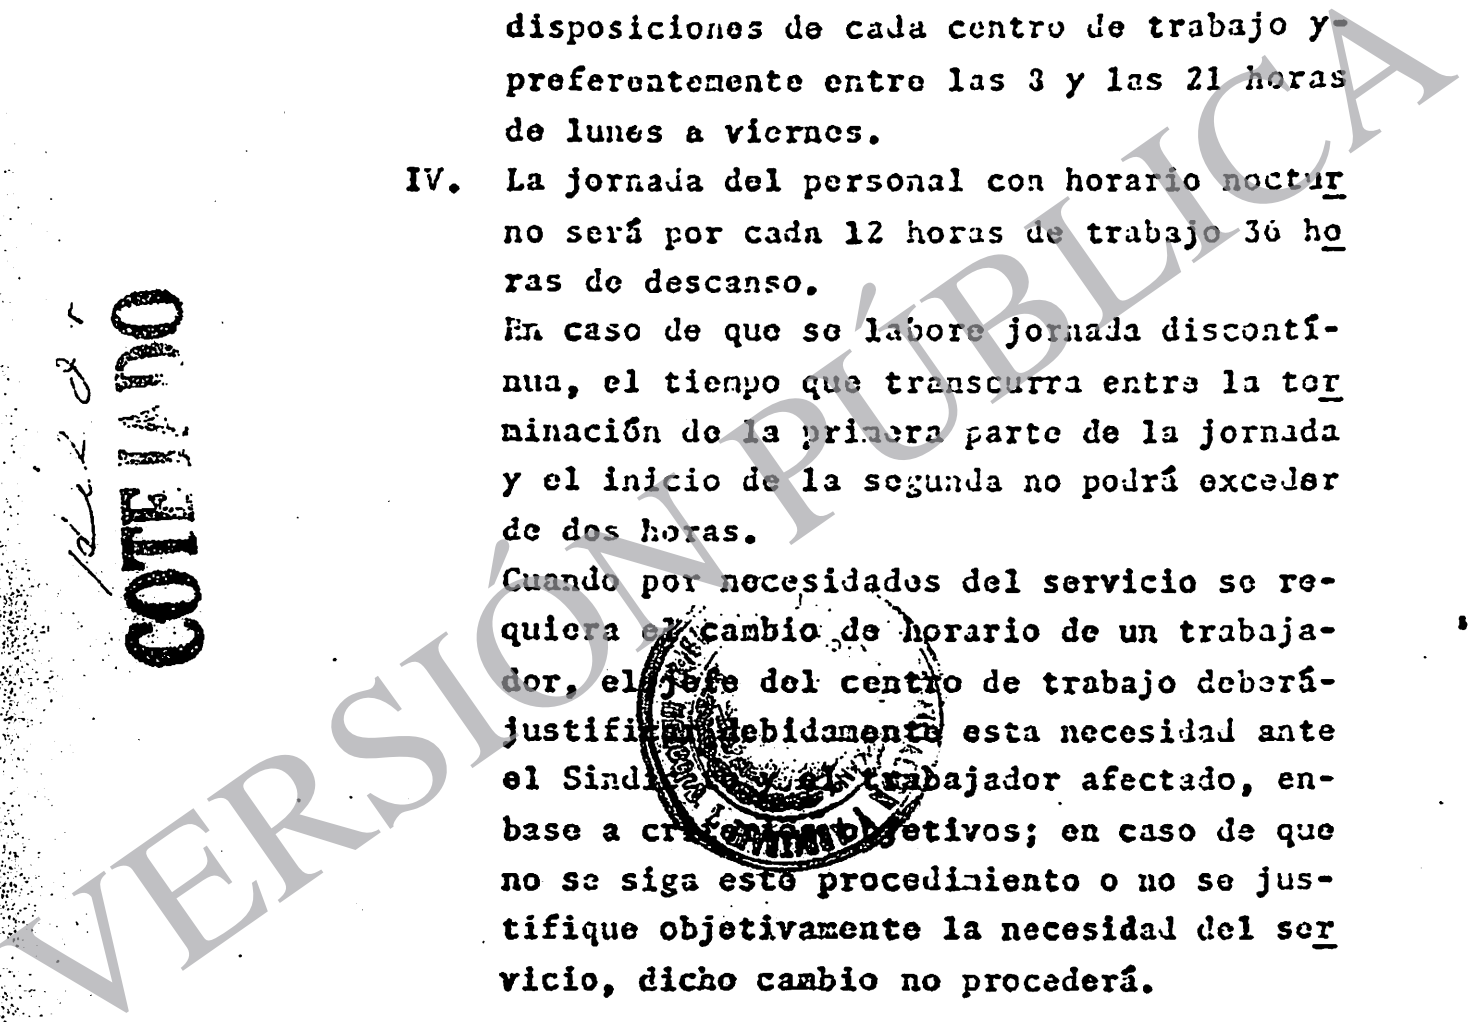 disposiciones de cada centro de trabajo y-
preferentemente entre las 8 y las 21 horas
de lunes a viernes.
IV. La jornada del personal con horario noctur
no será por cada 12 horas de trabajo 36 ho
ras de descanso.
En caso de que se labore jornada discontí-
nua, el tiempo que transcurra entre la ter
minación de la primera parte de la jornada
y el inicio de la segunda no podrá exceder
de dos horas.
Cuando por necesidades del servicio se re-
quiera el cambio de horario de un trabaja-
dor, el jefe del centro de trabajo deberá-
justificar debidamente esta necesidad ante
el Sindicato y el trabajador afectado, en-
base a criterios objetivos; en caso de que
no se siga este procedimiento o no se jus-
tifique objetivamente la necesidad del ser
vicio, dicho cambio no procederá.
COTEJADO
VERSIÓN PÚBLICA